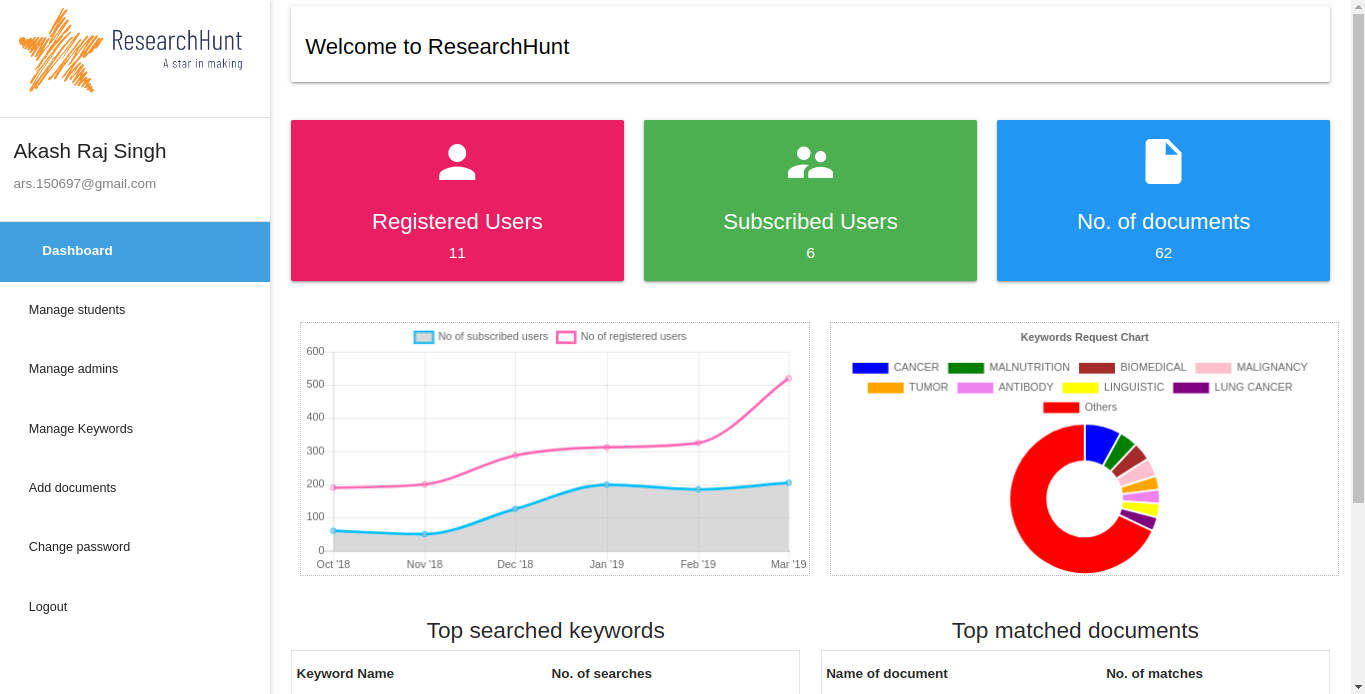 ResearchHunt
A star in making
Akash Raj Singh
ars.150697@gmail.com
Dashboard
Manage students
Manage admins
Manage Keywords
Add documents
Change password
Logout
Welcome to ResearchHunt
Registered Users
11
Subscribed Users
6
No. of documents
62
No of subscribed users No of registered users
600
500
400
300
200
100
0
Oct '18 Nov '18 Dec '18 Jan '19 Feb '19 Mar '19
Keywords Request Chart
CANCER MALNUTRITION BIOMEDICAL MALIGNANCY
TUMOR ANTIBODY LINGUISTIC LUNG CANCER
Others
Top searched keywords
Keyword Name No. of searches
Top matched documents
Name of document No. of matches